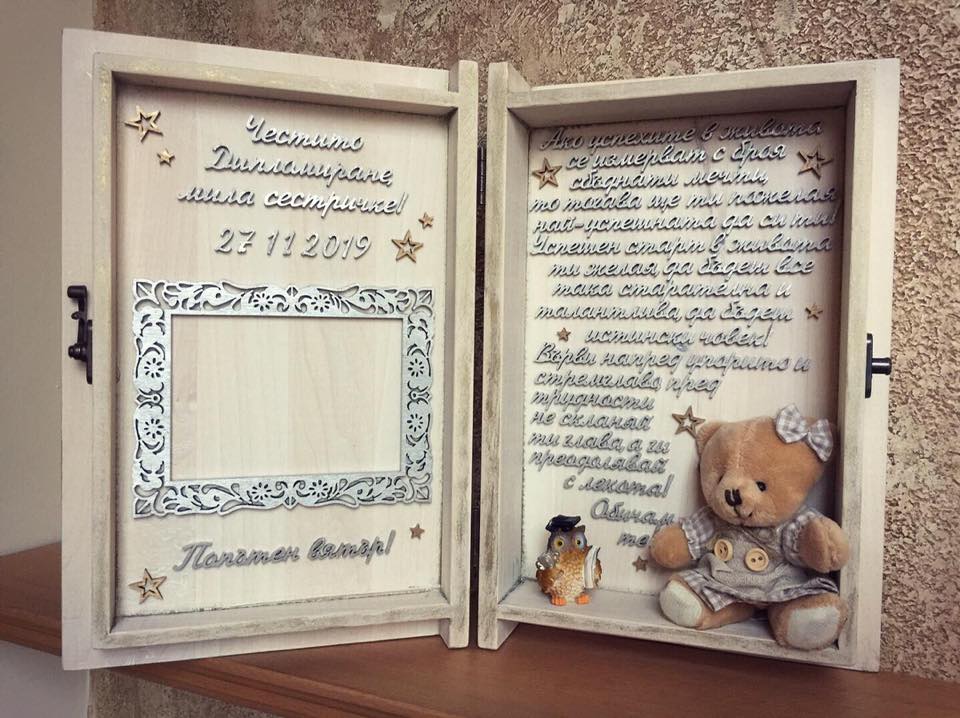 Честито
Дипломиране,
мила сестричке!
27 11 2019
Попътен вятър!
Ако успехите в живота
се измерват с броя
сбъднати мечти,
то тогава ще ти пожелая
най-успешната да си ти!
Успешен старт в живота
ти желая, да бъдеш все
така старателна и
талантлива, да бъдеш
истински човек!
Върви напред упорито и
стремглаво, пред
трудности
не скланяй
ти глава, а ги
преодолявай
с лекота!
Обичам
те